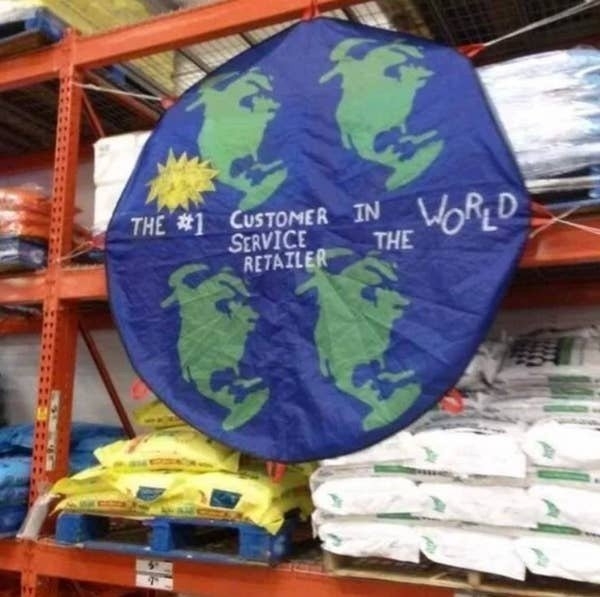 THE #1 CUSTOMER IN THE WORLD
SERVICE
RETAILER